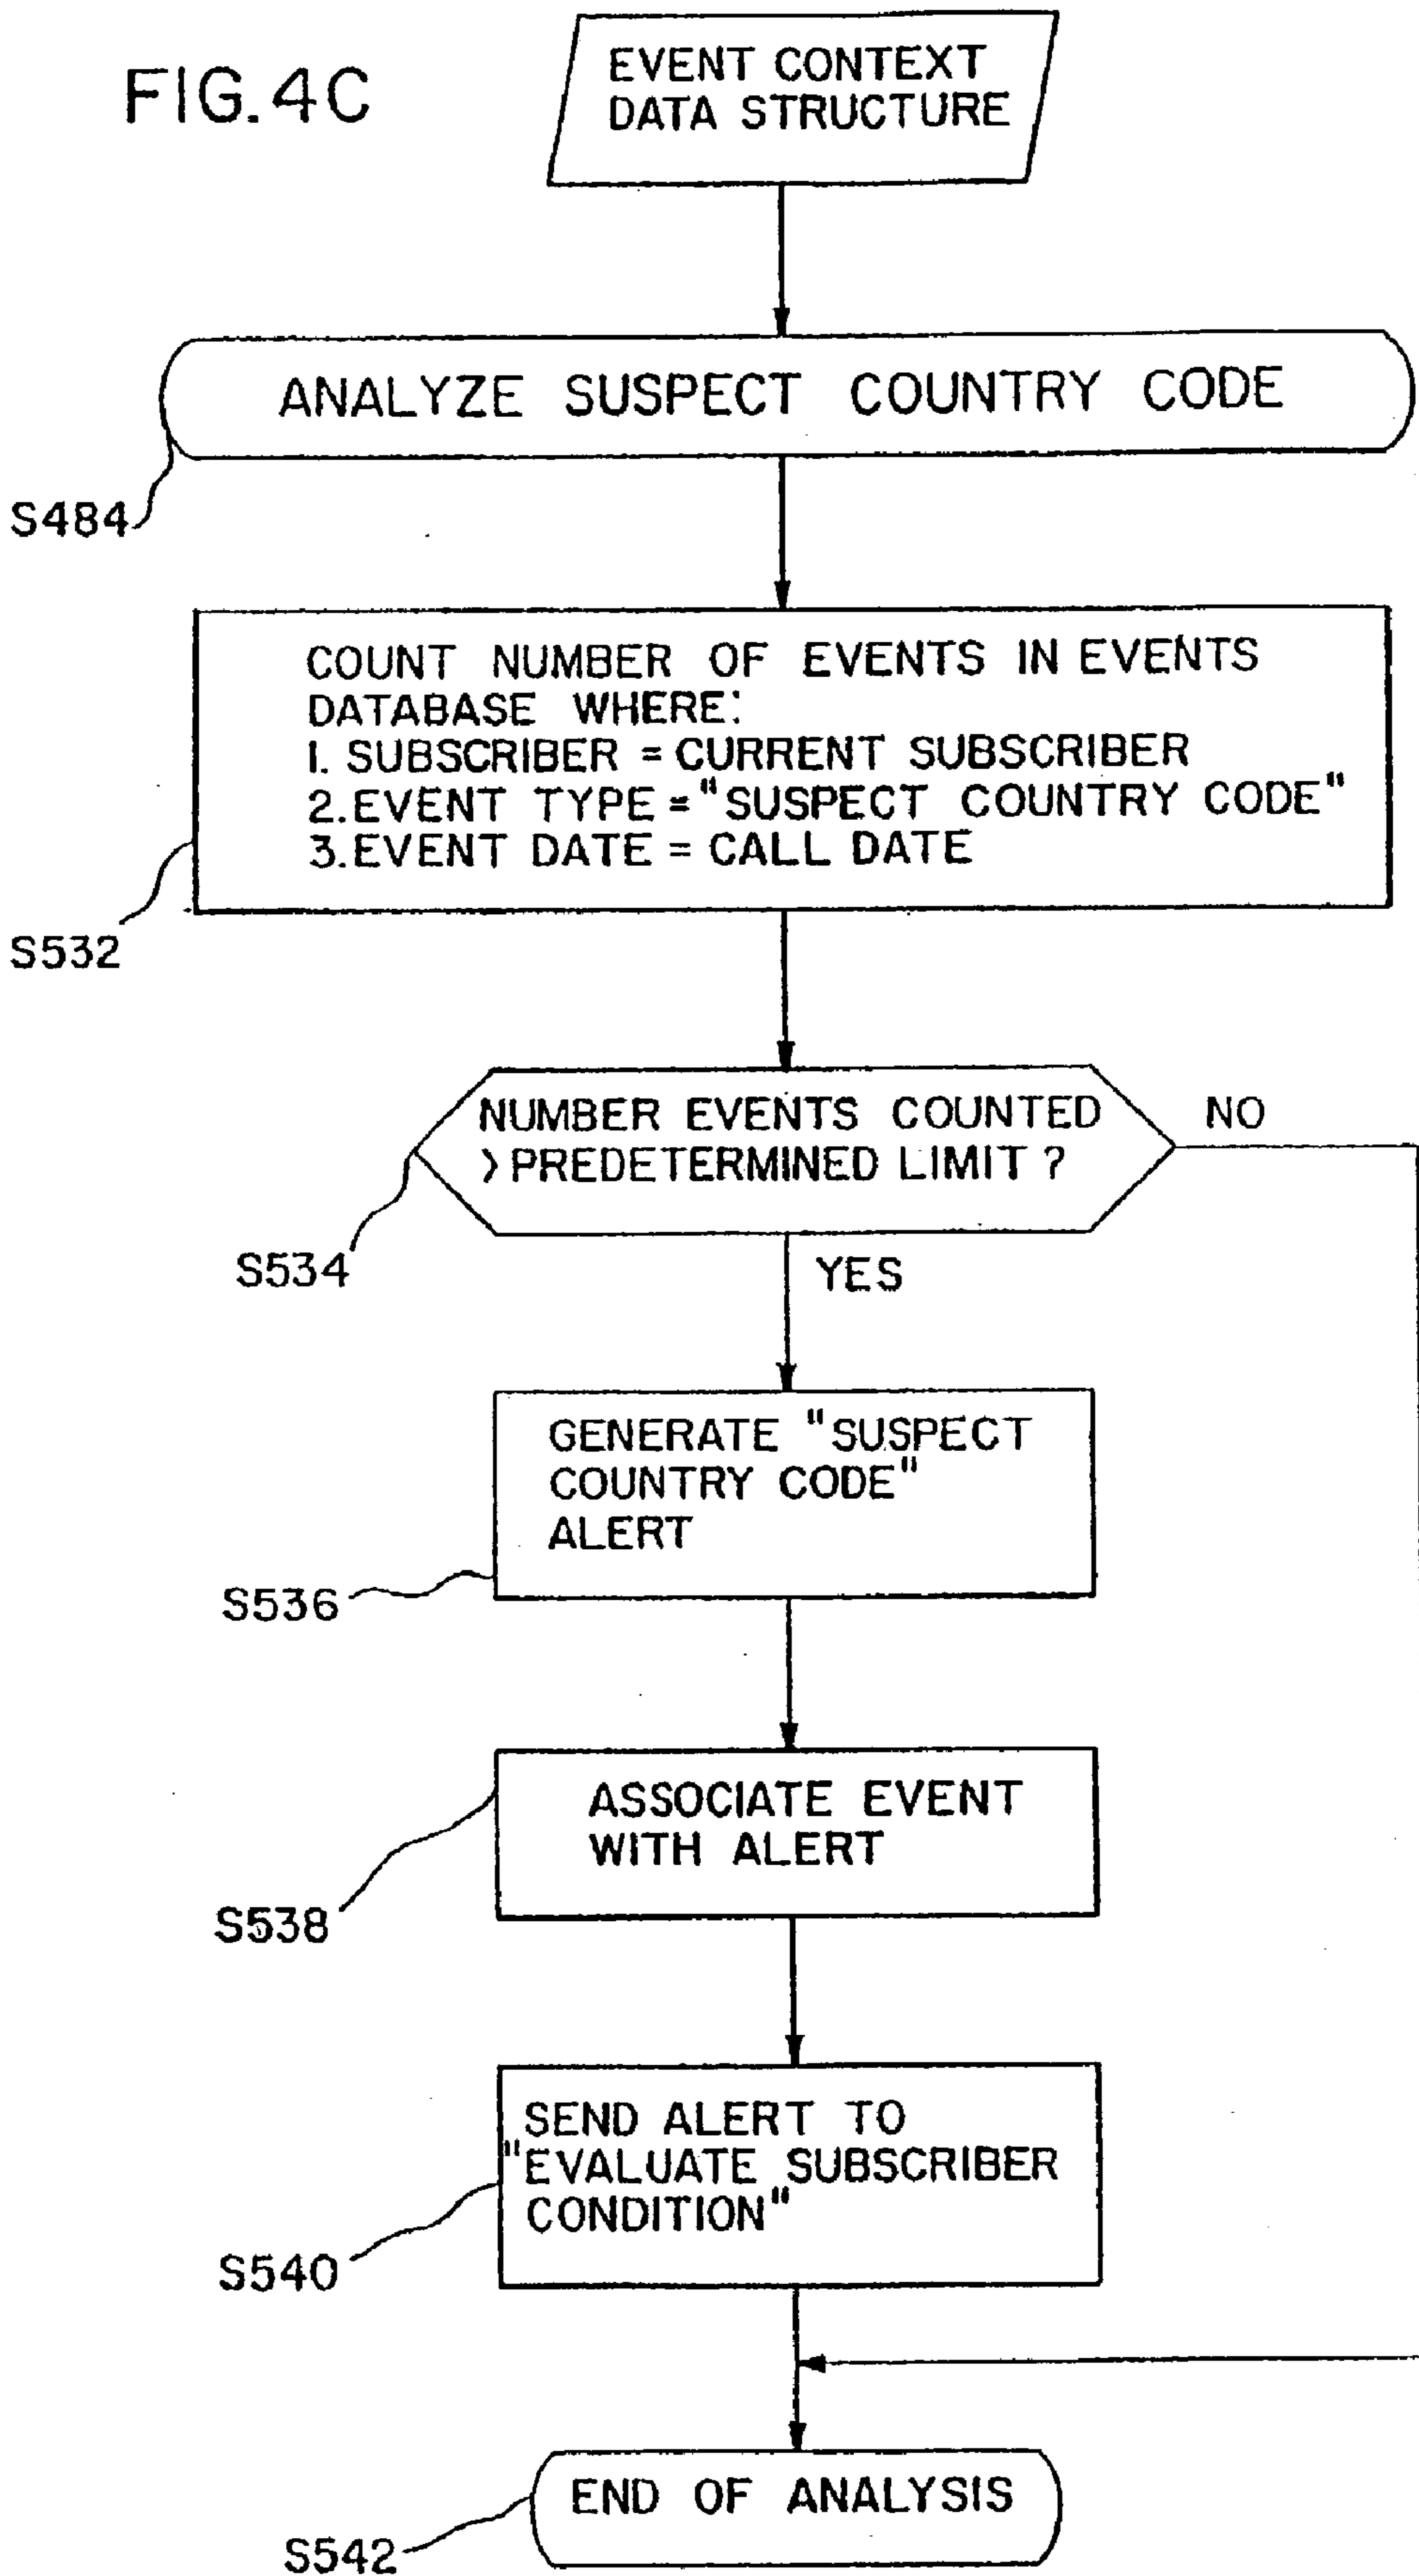 FIG. 4C
EVENT CONTEXT
DATA STRUCTURE
ANALYZE SUSPECT COUNTRY CODE
S484
COUNT NUMBER OF EVENTS IN EVENTS
DATABASE WHERE:
1. SUBSCRIBER = CURRENT SUBSCRIBER
2. EVENT TYPE = "SUSPECT COUNTRY CODE"
3. EVENT DATE = CALL DATE
S532
NUMBER EVENTS COUNTED
> PREDETERMINED LIMIT ?
NO
S534
YES
GENERATE "SUSPECT
COUNTRY CODE"
ALERT
S536
ASSOCIATE EVENT
WITH ALERT
S538
SEND ALERT TO
"EVALUATE SUBSCRIBER
CONDITION"
S540
END OF ANALYSIS
S542